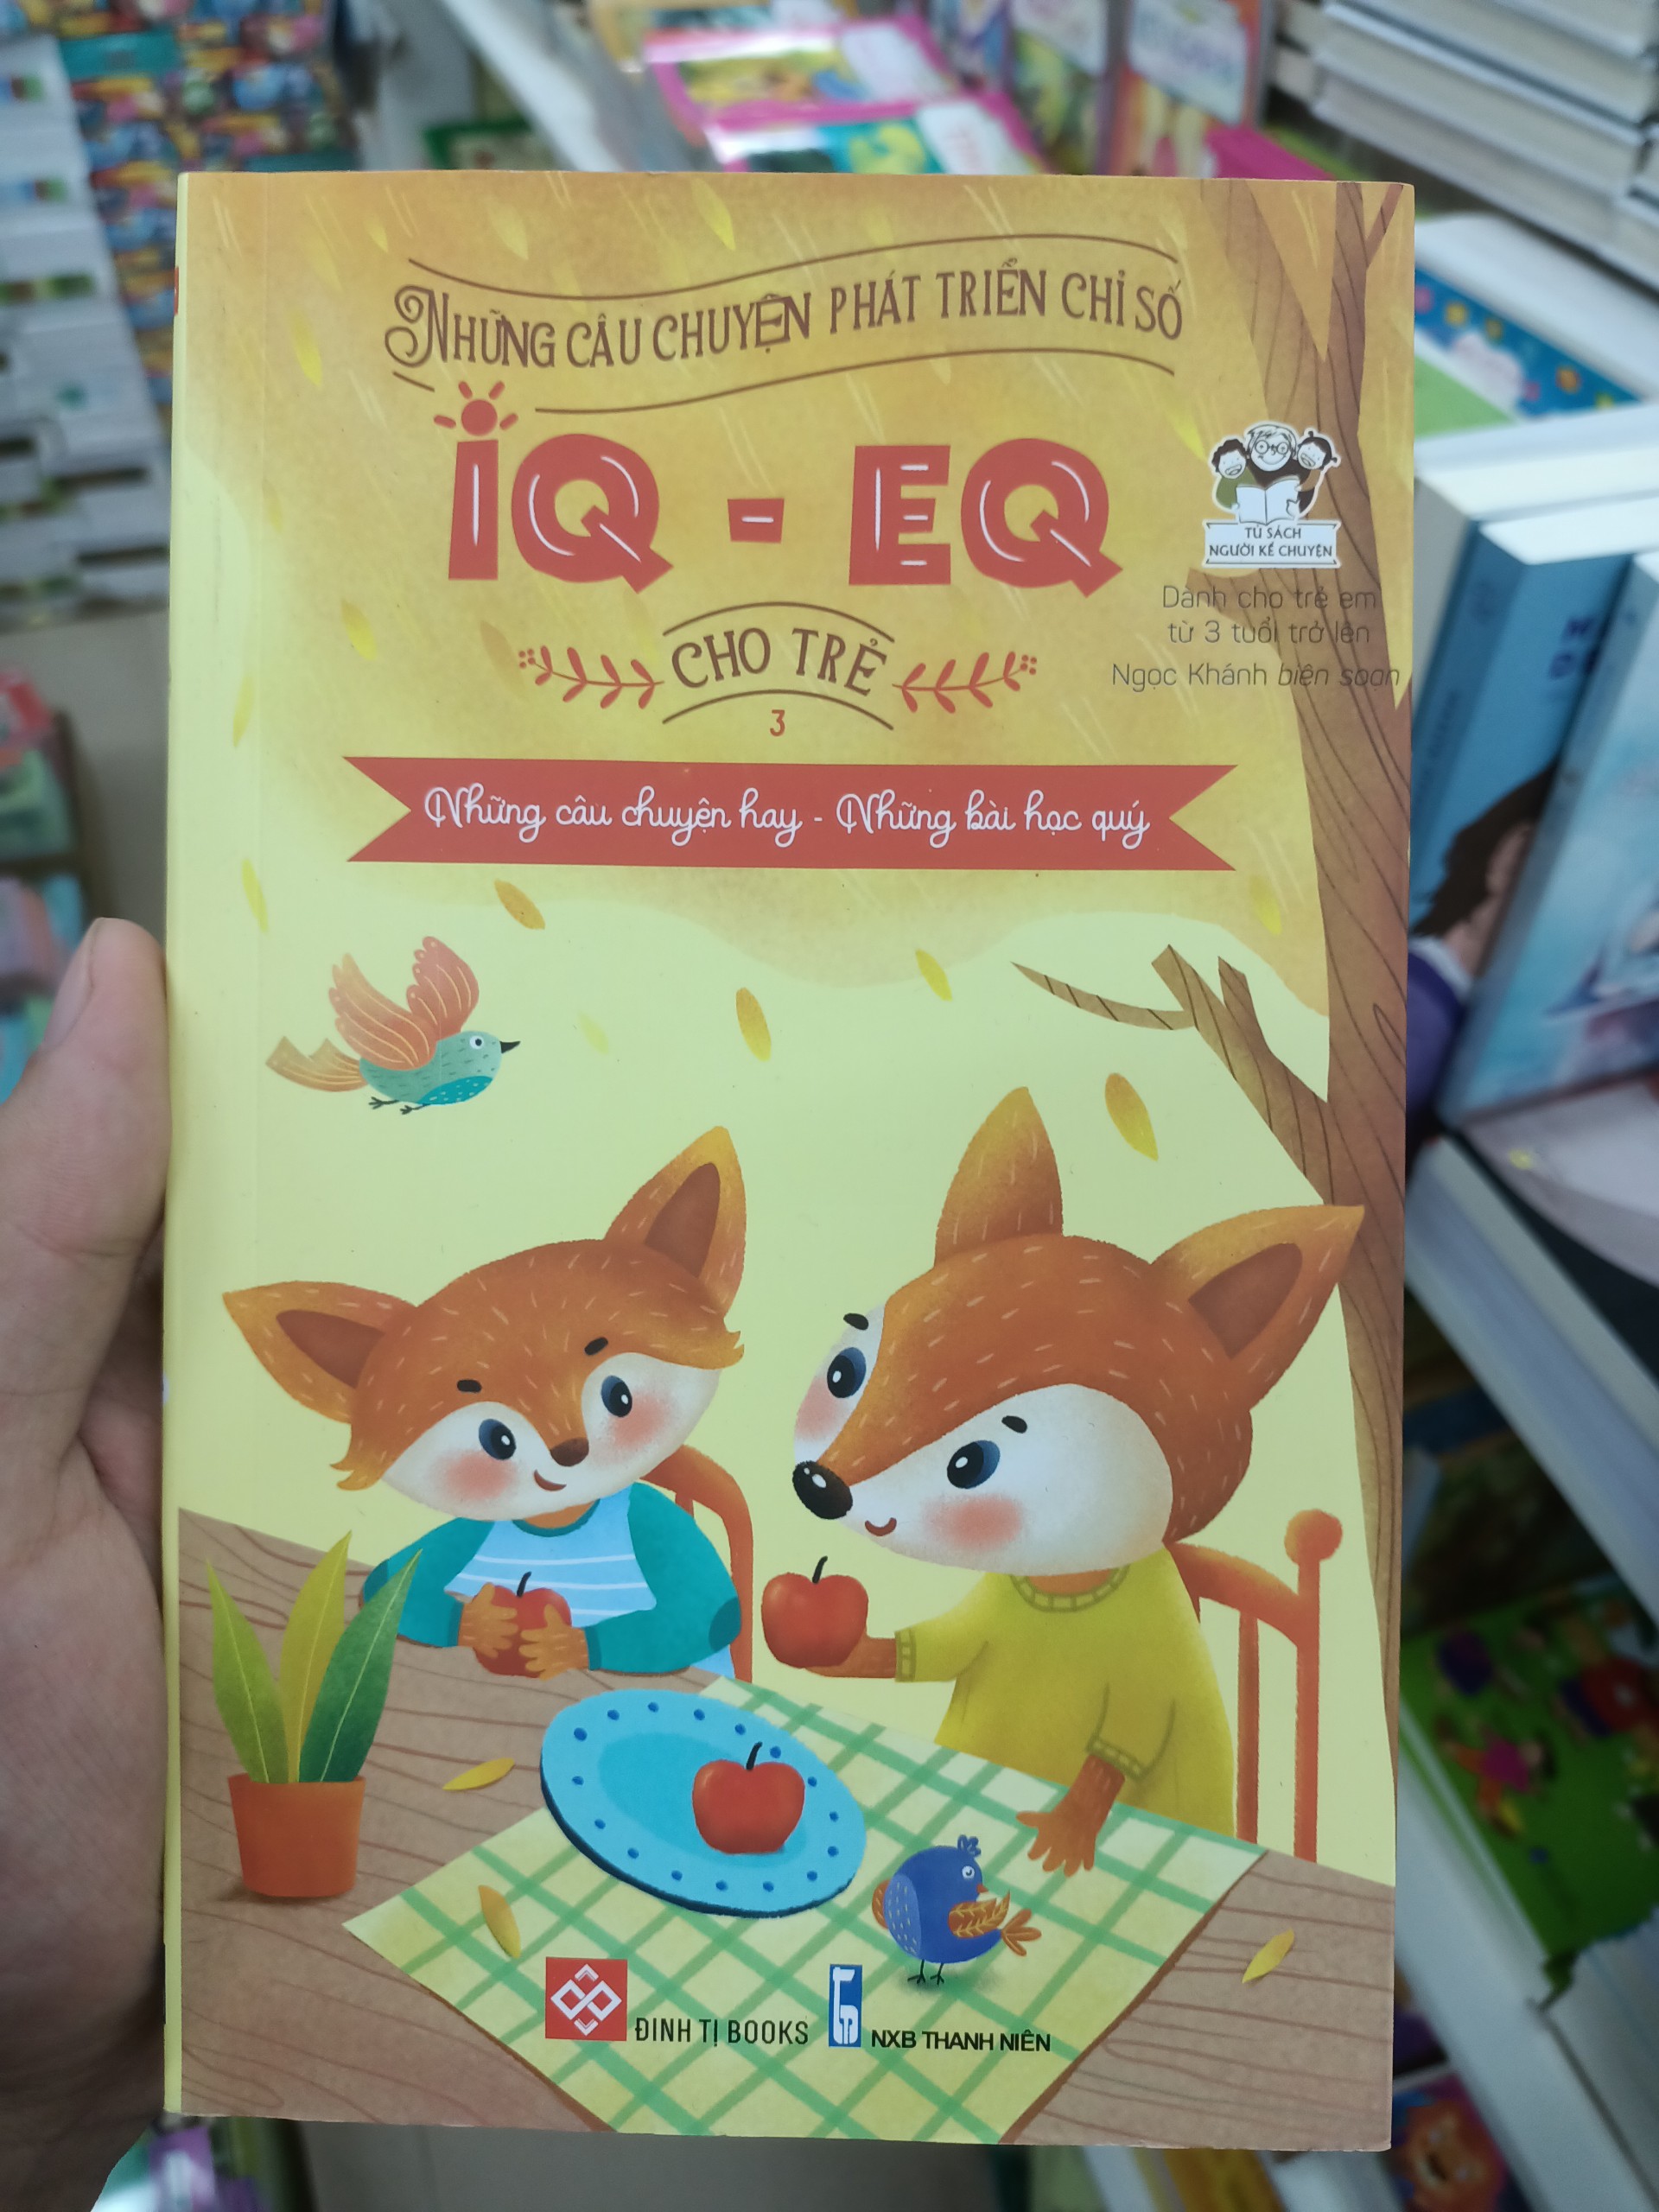 NHỮNG CÂU CHUYỆN PHÁT TRIỂN CHỈ SỐ
IQ - EQ
CHO TRẺ
3
TỦ SÁCH
NGƯỜI KỂ CHUYỆN
Dành cho trẻ em
từ 3 tuổi trở lên
Ngọc Khánh biên soạn
Những câu chuyện hay - Những bài học quý
ĐINH TỊ BOOKS
NXB THANH NIÊN